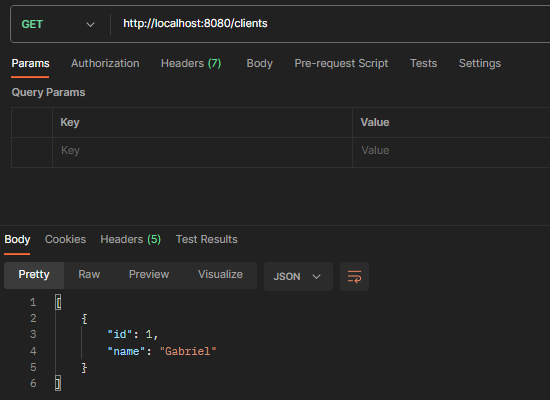 GET http://localhost:8080/clients
Params Authorization Headers (7) Body Pre-request Script Tests Settings
Query Params
Key Value
Key Value
Body Cookies Headers (5) Test Results
Pretty Raw Preview Visualize JSON
1 [
2 {
3 "id": 1,
4 "name": "Gabriel"
5 }
6 ]